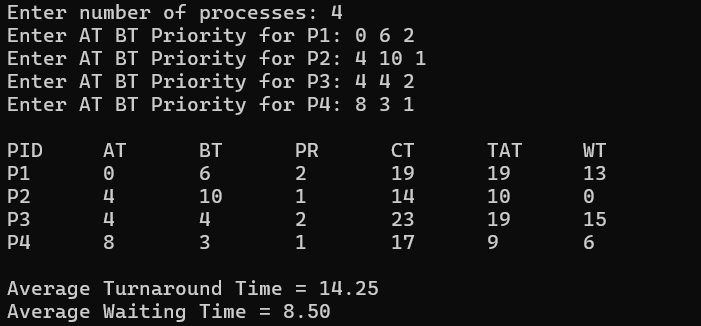 Enter number of processes: 4
Enter AT BT Priority for P1: 0 6 2
Enter AT BT Priority for P2: 4 10 1
Enter AT BT Priority for P3: 4 4 2
Enter AT BT Priority for P4: 8 3 1

PID AT BT PR CT TAT WT
P1 0 6 2 19 19 13
P2 4 10 1 14 10 0
P3 4 4 2 23 19 15
P4 8 3 1 17 9 6

Average Turnaround Time = 14.25
Average Waiting Time = 8.50